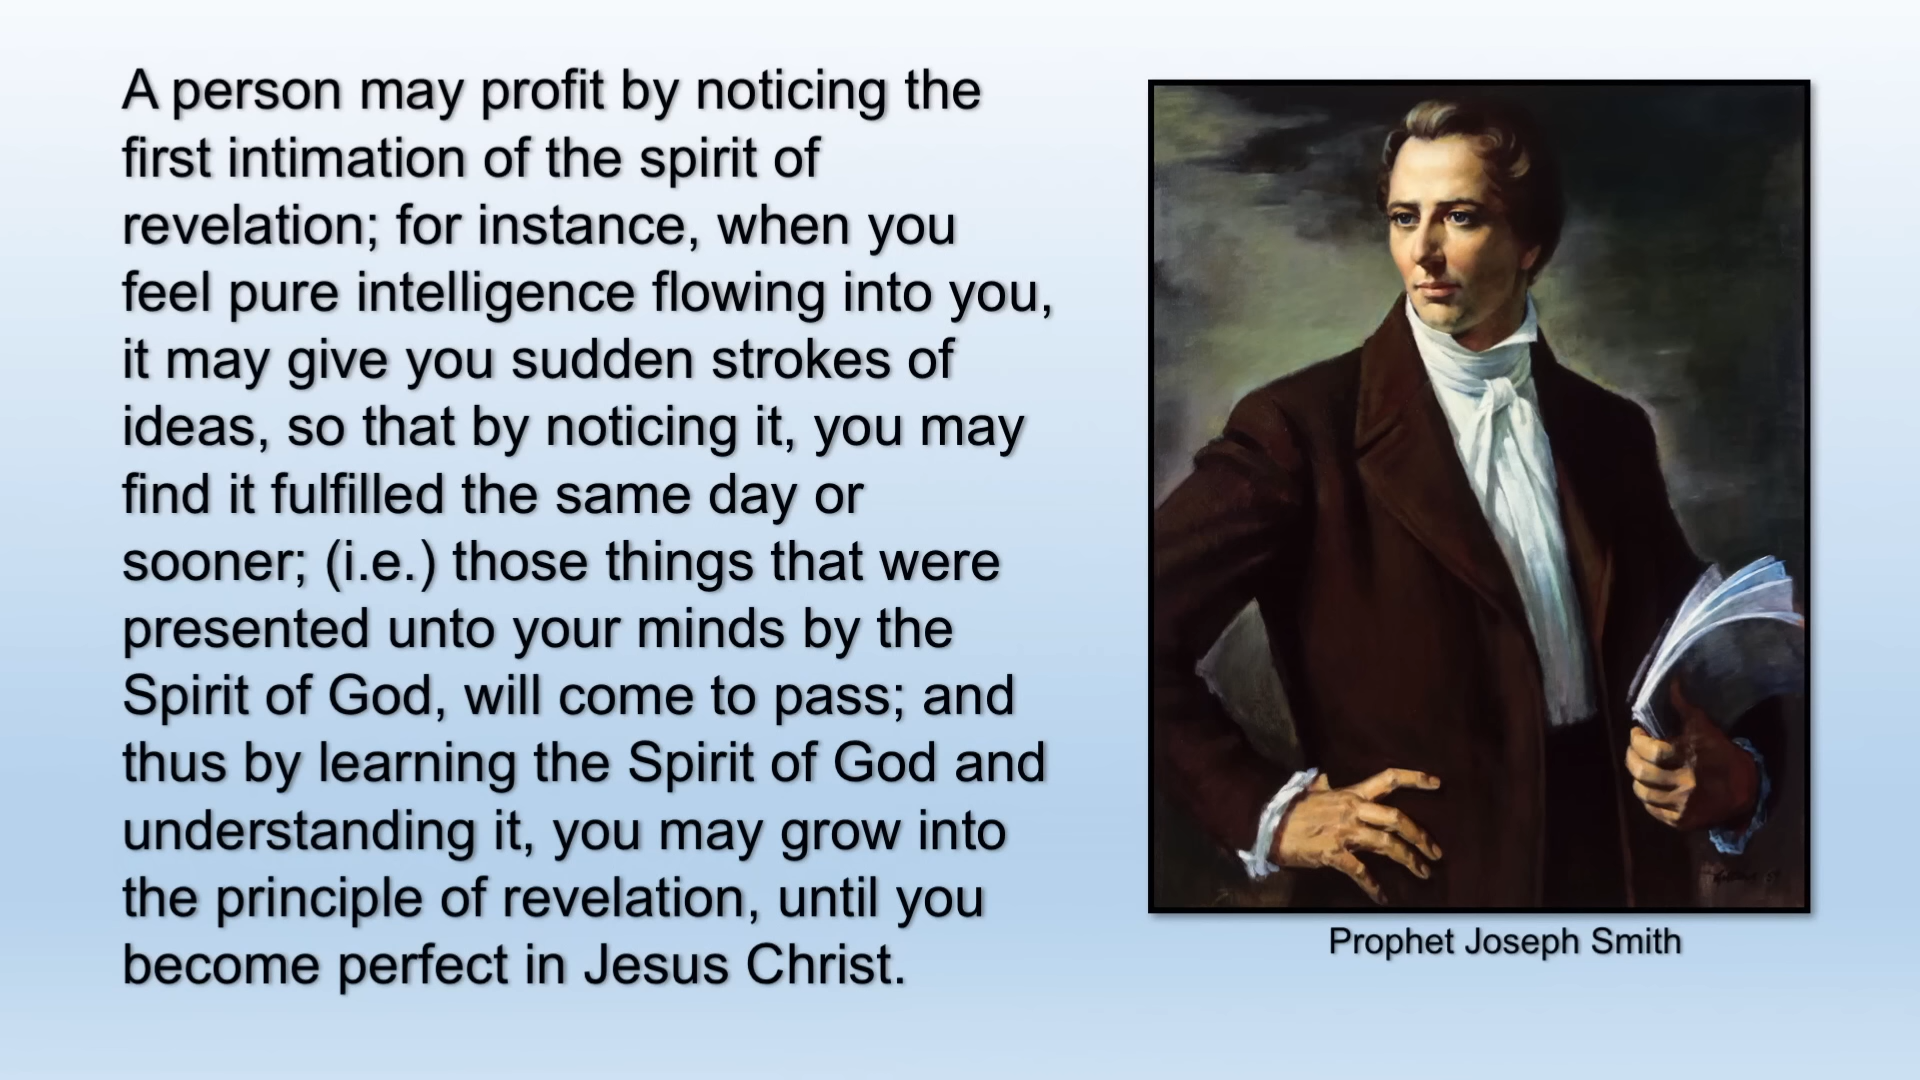 A person may profit by noticing the
first intimation of the spirit of
revelation; for instance, when you
feel pure intelligence flowing into you,
it may give you sudden strokes of
ideas, so that by noticing it, you may
find it fulfilled the same day or
sooner; (i.e.) those things that were
presented unto your minds by the
Spirit of God, will come to pass; and
thus by learning the Spirit of God and
understanding it, you may grow into
the principle of revelation, until you
become perfect in Jesus Christ.
Prophet Joseph Smith